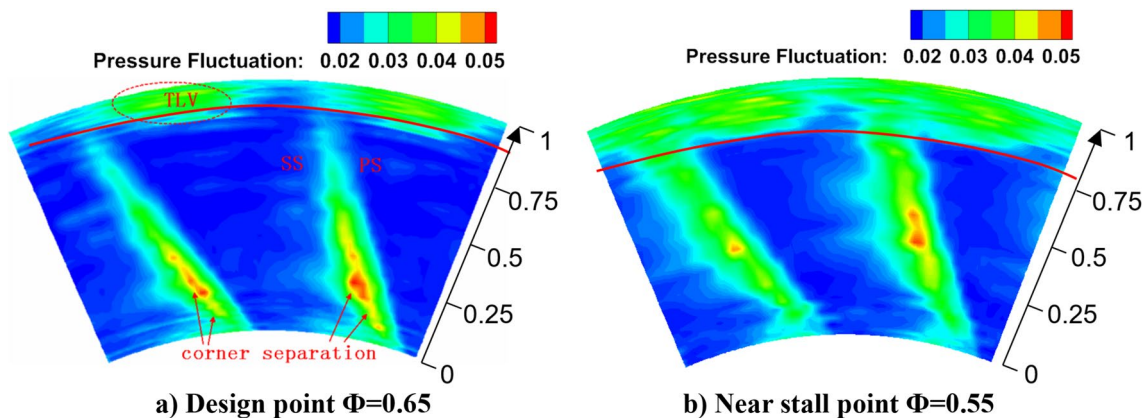 Pressure Fluctuation: 0.02 0.03 0.04 0.05
TLV
SS PS
corner separation
1
0.75
0.5
0.25
0
a) Design point Φ=0.65
Pressure Fluctuation: 0.02 0.03 0.04 0.05
1
0.75
0.5
0.25
0
b) Near stall point Φ=0.55